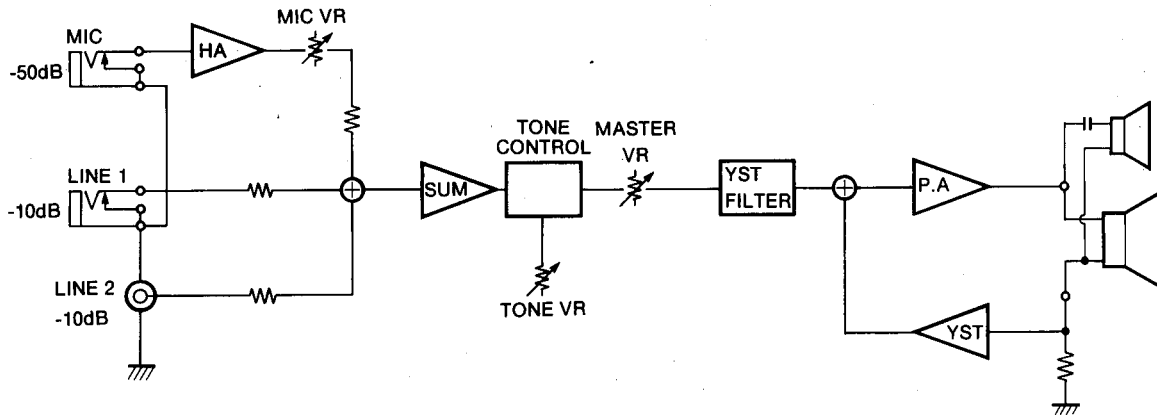 MIC
-50dB
HA
MIC VR
LINE 1
-10dB
LINE 2
-10dB
SUM
TONE
CONTROL
TONE VR
MASTER
VR
YST
FILTER
P.A
YST